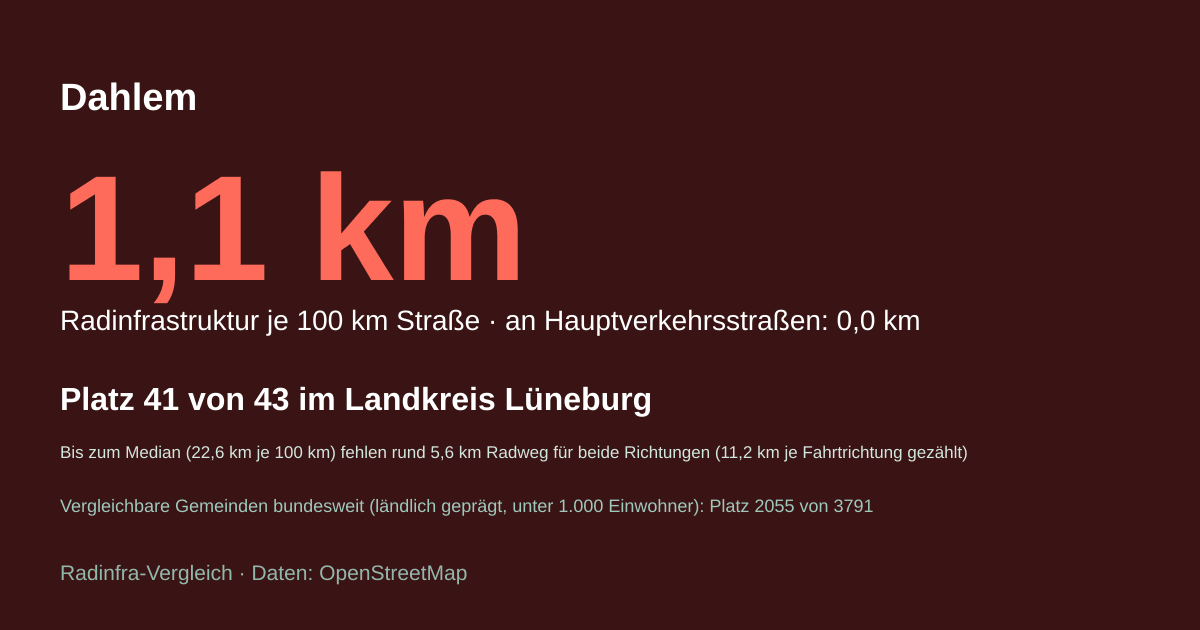 Dahlem
1,1 km
Radinfrastruktur je 100 km Straße · an Hauptverkehrsstraßen: 0,0 km
Platz 41 von 43 im Landkreis Lüneburg
Bis zum Median (22,6 km je 100 km) fehlen rund 5,6 km Radweg für beide Richtungen (11,2 km je Fahrtrichtung gezählt)
Vergleichbare Gemeinden bundesweit (ländlich geprägt, unter 1.000 Einwohner): Platz 2055 von 3791
Radinfra-Vergleich · Daten: OpenStreetMap